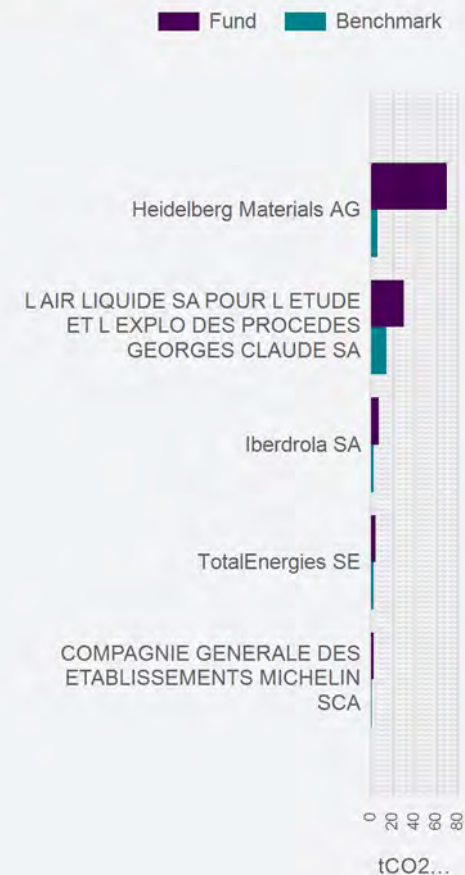 Fund Benchmark
Heidelberg Materials AG
L AIR LIQUIDE SA POUR L ETUDE
ET L EXPLO DES PROCEDES
GEORGES CLAUDE SA
Iberdrola SA
TotalEnergies SE
COMPAGNIE GENERALE DES
ETABLISSEMENTS MICHELIN
SCA
0 20 40 60 80
tCO2...